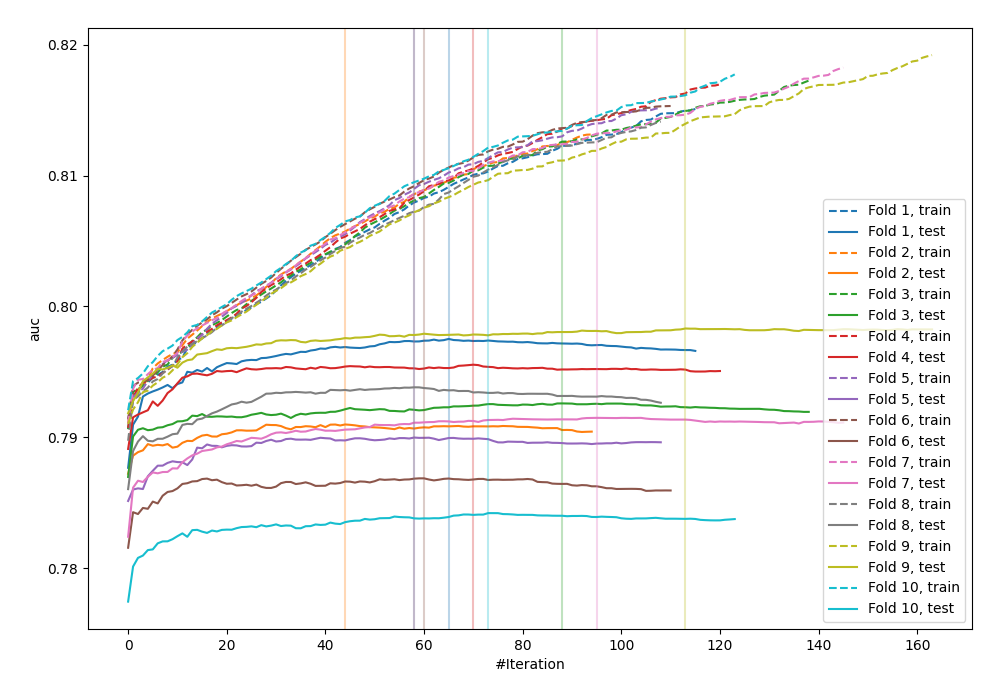 0.82
0.81
0.80
0.79
0.78
auc
0
20
40
60
80
100
120
140
160
#Iteration
Fold 1, train
Fold 1, test
Fold 2, train
Fold 2, test
Fold 3, train
Fold 3, test
Fold 4, train
Fold 4, test
Fold 5, train
Fold 5, test
Fold 6, train
Fold 6, test
Fold 7, train
Fold 7, test
Fold 8, train
Fold 8, test
Fold 9, train
Fold 9, test
Fold 10, train
Fold 10, test